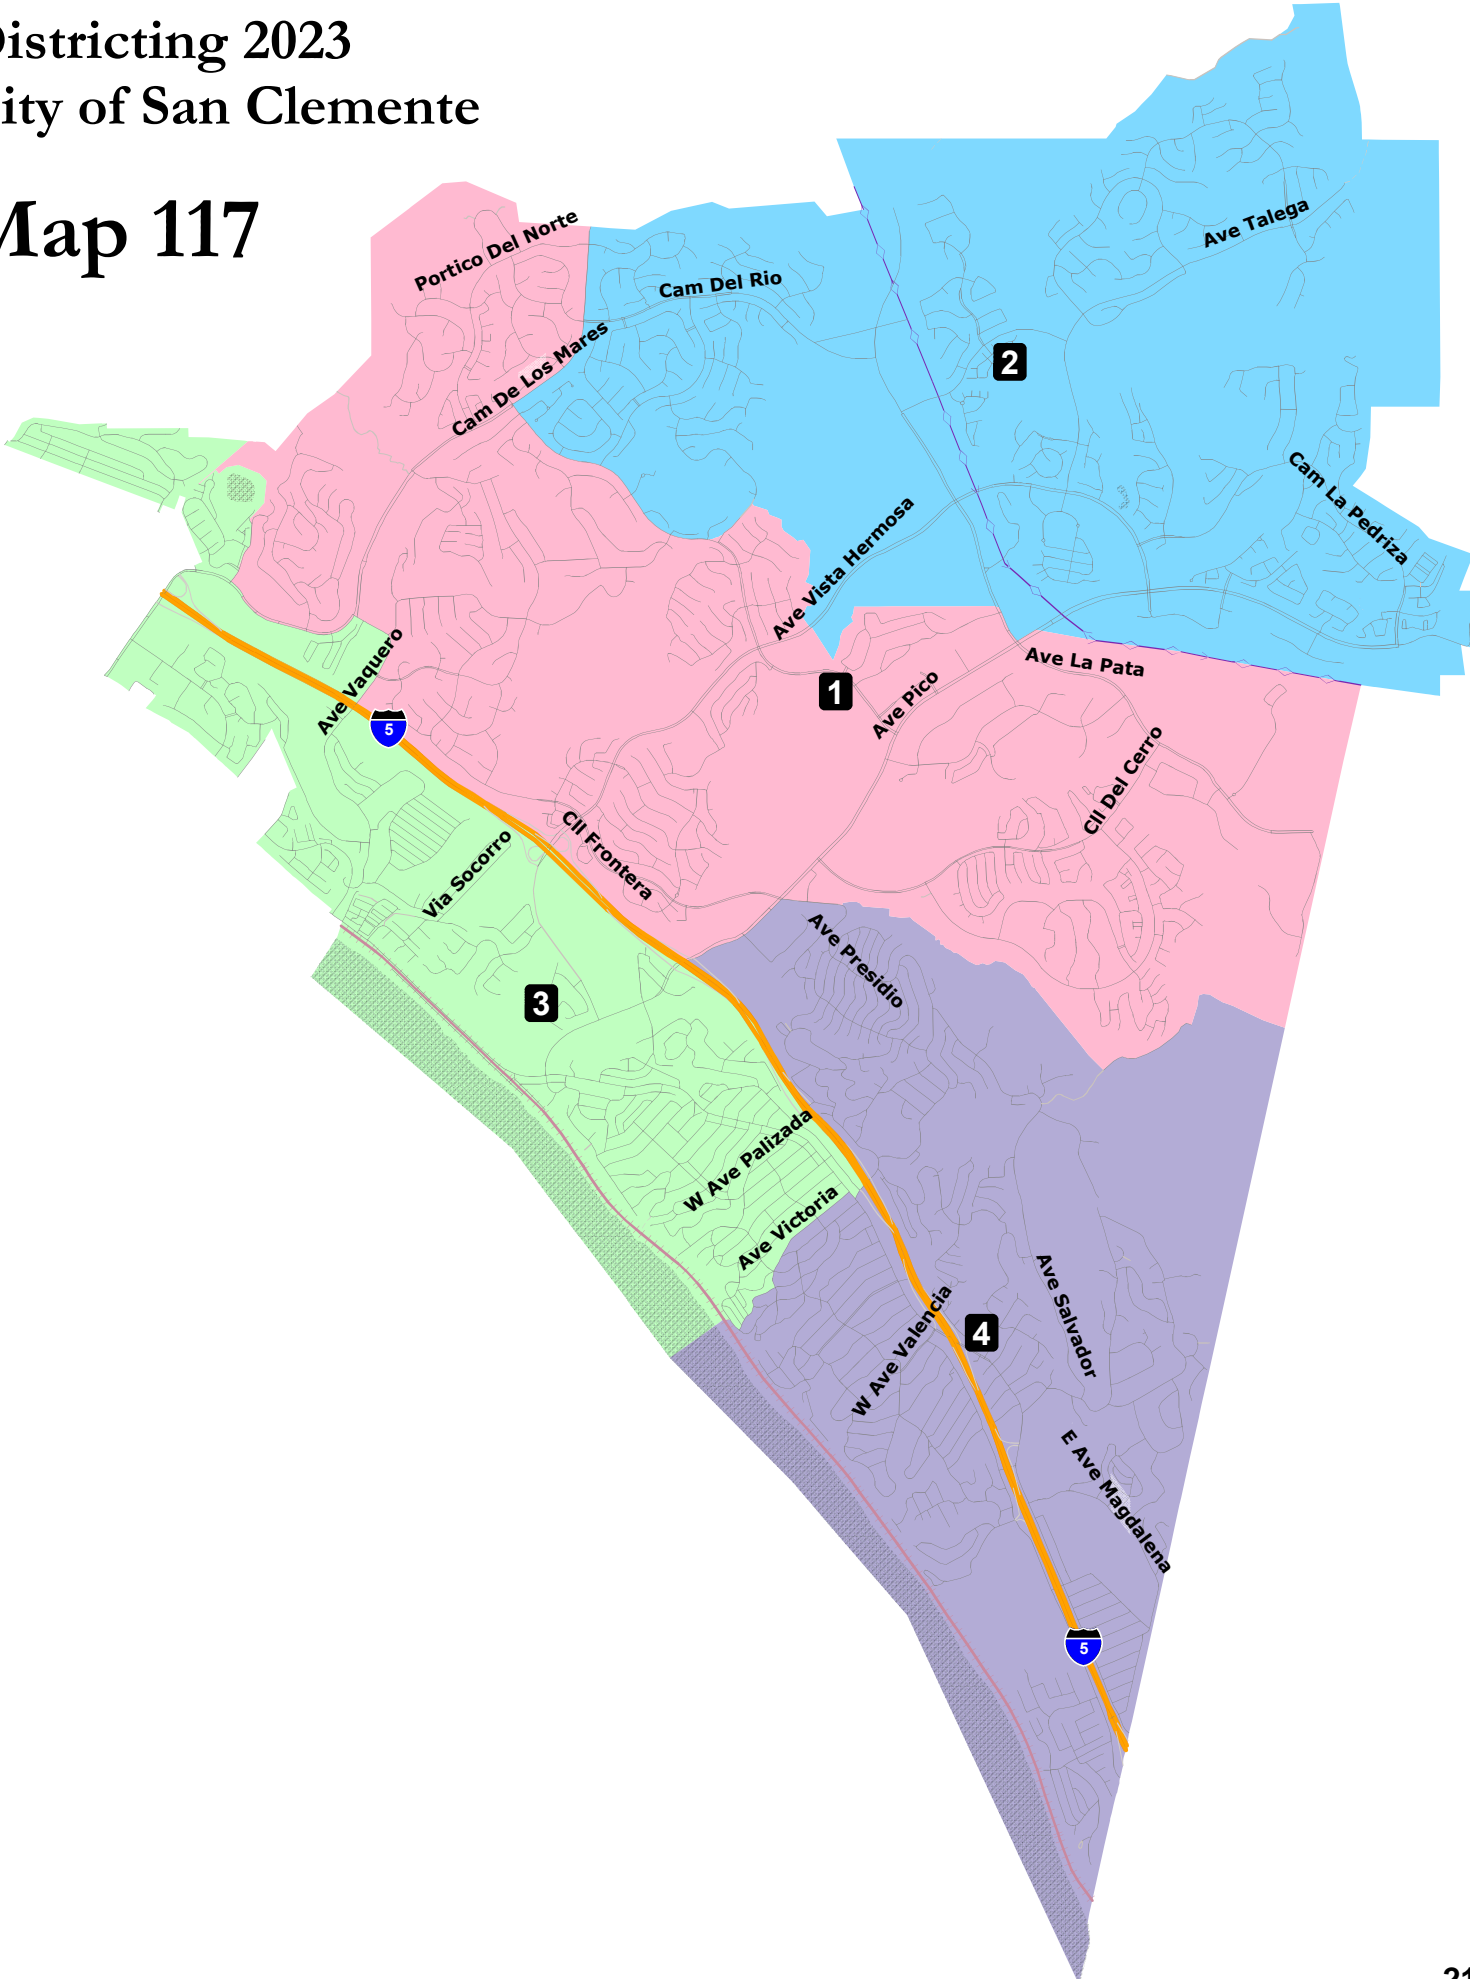 istricting 2023
ity of San Clemente
Map 117
Portico Del Norte
Cam Del Rio
Ave Talega
Cam De Los Mares
2
Cam La Pedriza
Ave Vista Hermosa
Ave Vaquero
Ave La Pata
1
Ave Pico
5
Cll Del Cerro
Cll Frontera
Via Socorro
Ave Presidio
3
W Ave Palizada
Ave Victoria
Ave Salvador
W Ave Valencia
4
E Ave Magdalena
5